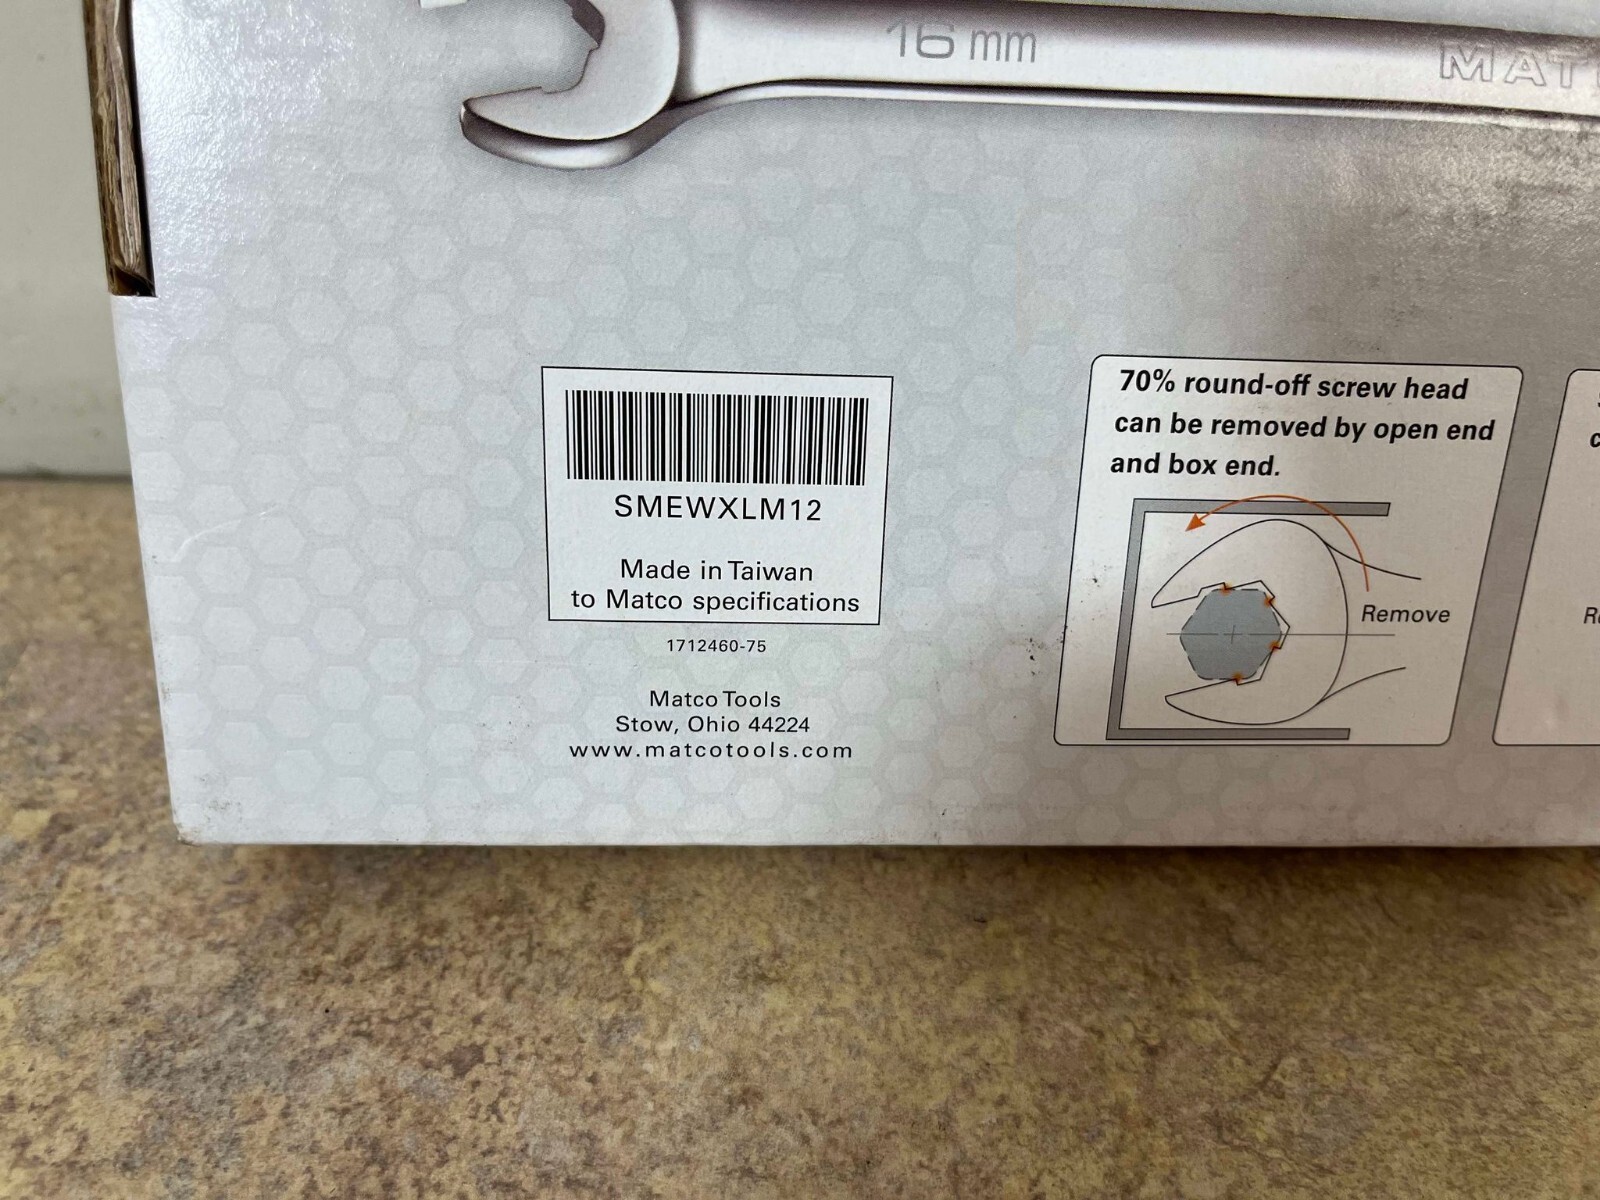 16 mm
MAT
SMEWXLM12
Made in Taiwan
to Matco specifications
1712460-75
Matco Tools
Stow, Ohio 44224
www.matcotools.com
70% round-off screw head
can be removed by open end
and box end.
Remove